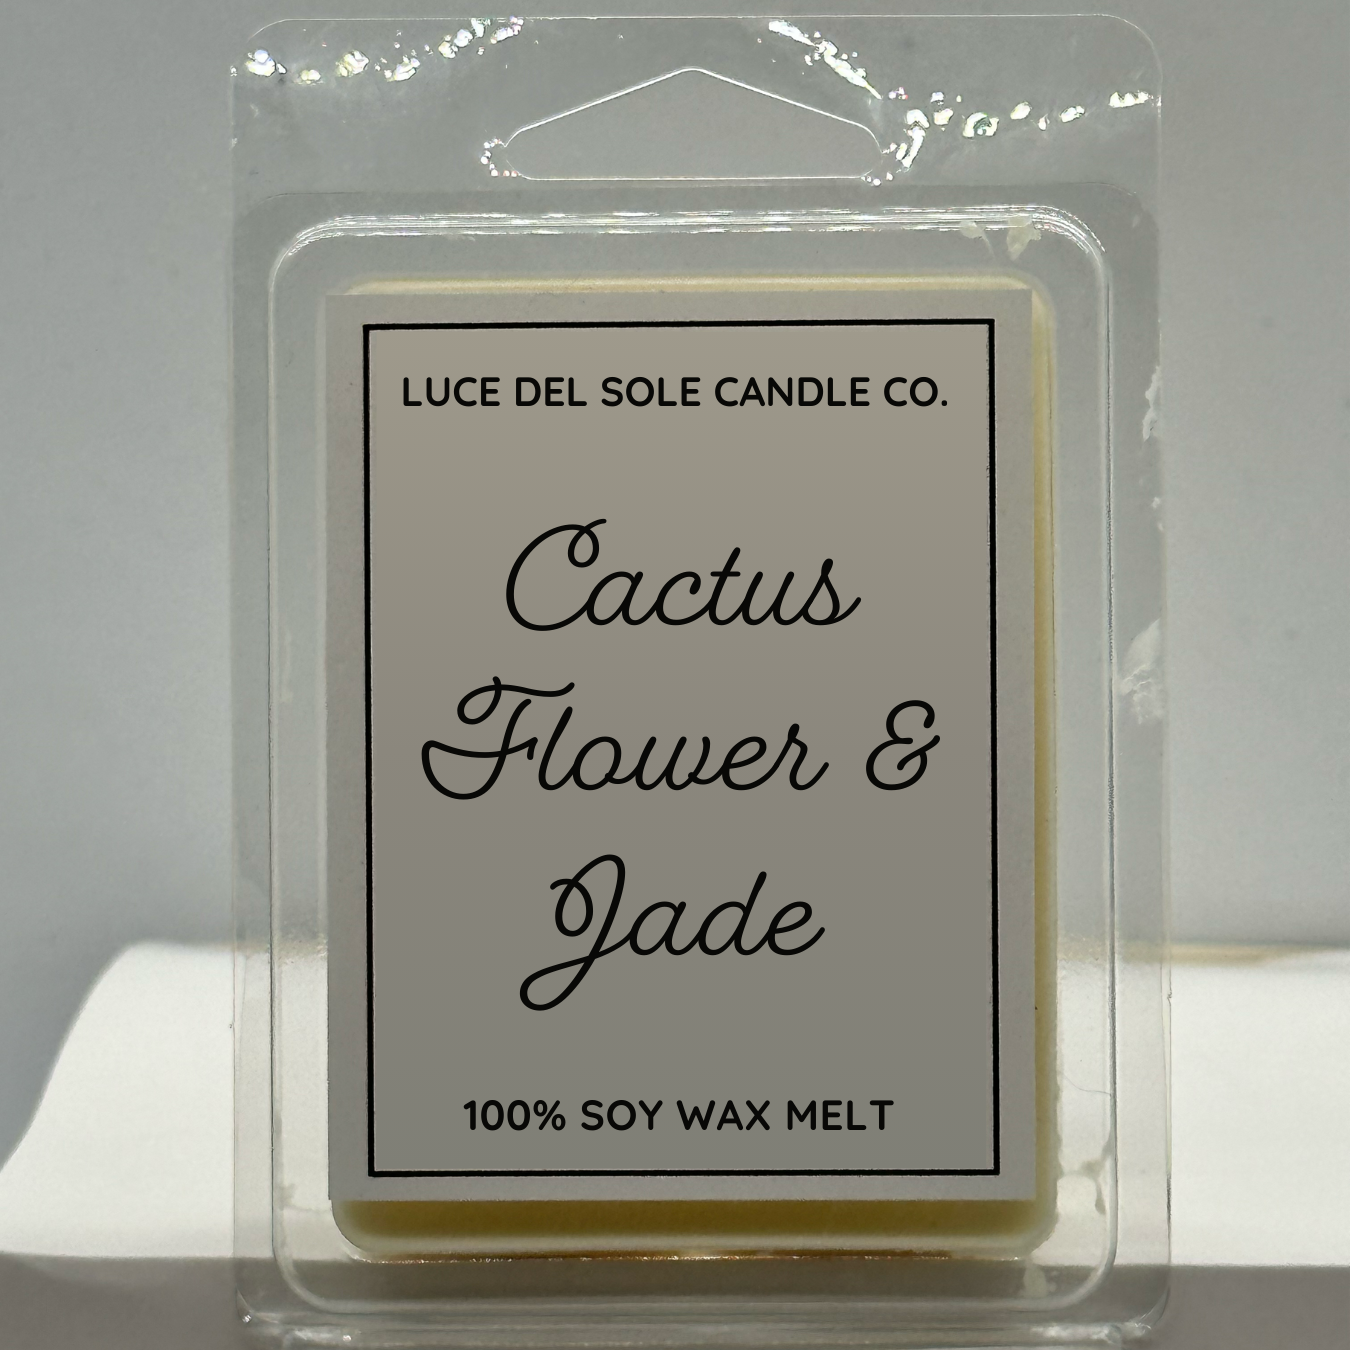 LUCE DEL SOLE CANDLE CO.
Cactus
Flower &
Jade
100% SOY WAX MELT